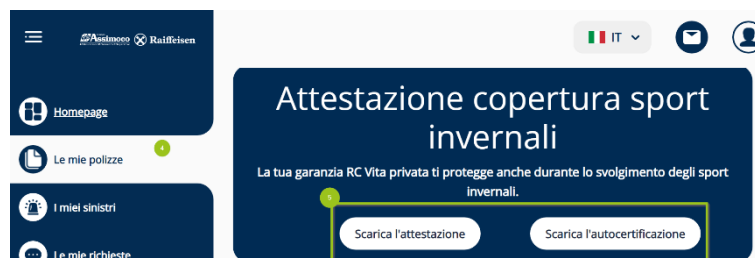 Assimoco Raiffeisen
IT
Homepage
Le mie polizze
4
I miei sinistri
Le mie richieste
Attestazione copertura sport
invernali
La tua garanzia RC Vita privata ti protegge anche durante lo svolgimento degli sport
invernali.
5
Scarica l'attestazione
Scarica l'autocertificazione